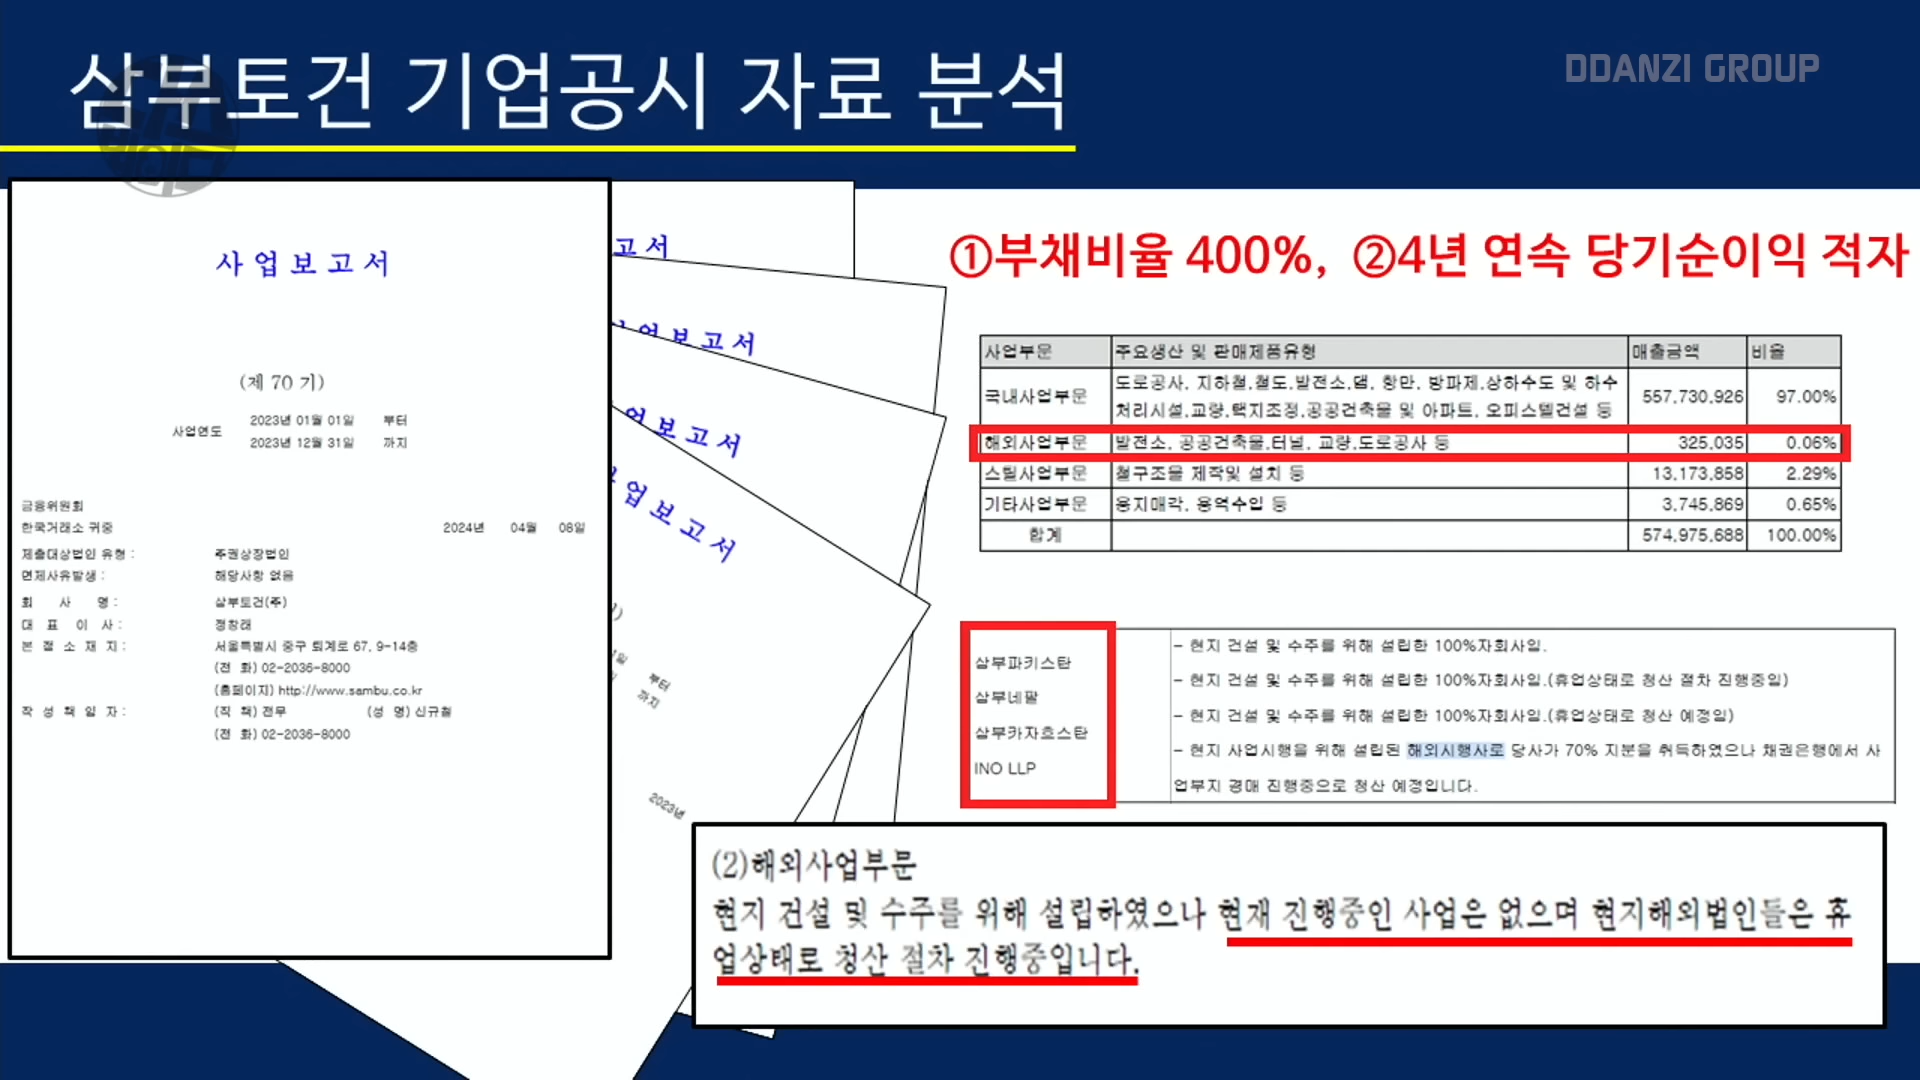 삼부토건 기업공시 자료 분석
DDANZI GROUP
사업보고서
(제 70 기)
사업연도
2023년 01월 01일 부터
2023년 12월 31일 까지
금융위원회
한국거래소 귀중
2024년 04월 08일
제출대상법인 유형 : 주권상장법인
면제사유발생 : 해당사항 없음
회 사 명 : 삼부토건(주)
대 표 이 사 : 정창래
본 점 소 재 지 : 서울특별시 중구 퇴계로 67, 9-14층
(전 화) 02-2036-8000
(홈페이지) http://www.sambu.co.kr
작 성 책 임 자 : (직 책) 전무 (성 명) 신규철
(전 화) 02-2036-8000
고서
사업보고서
업보고서
업보고서
부터
까지
2023년
①부채비율 400%, ②4년 연속 당기순이익 적자
사업부문 주요생산 및 판매제품유형 매출금액 비율
국내사업부문 도로공사, 지하철,철도,발전소,댐, 항만, 방파제,상하수도 및 하수처리시설,교량,택지조정,공공건축물 및 아파트, 오피스텔건설 등 557,730,926 97.00%
해외사업부문 발전소, 공공건축물,터널, 교량,도로공사 등 325,035 0.06%
스틸사업부문 철구조물 제작및 설치 등 13,173,858 2.29%
기타사업부문 용지매각, 용역수입 등 3,745,869 0.65%
합계 574,975,688 100.00%
삼부파키스탄
삼부네팔
삼부카자흐스탄
INO LLP
- 현지 건설 및 수주를 위해 설립한 100%자회사임.
- 현지 건설 및 수주를 위해 설립한 100%자회사임.(휴업상태로 청산 절차 진행중임)
- 현지 건설 및 수주를 위해 설립한 100%자회사임.(휴업상태로 청산 예정임)
- 현지 사업시행을 위해 설립된 해외시행사로 당사가 70% 지분을 취득하였으나 채권은행에서 사
업부지 경매 진행중으로 청산 예정입니다.
(2)해외사업부문
현지 건설 및 수주를 위해 설립하였으나 현재 진행중인 사업은 없으며 현지해외법인들은 휴
업상태로 청산 절차 진행중입니다.